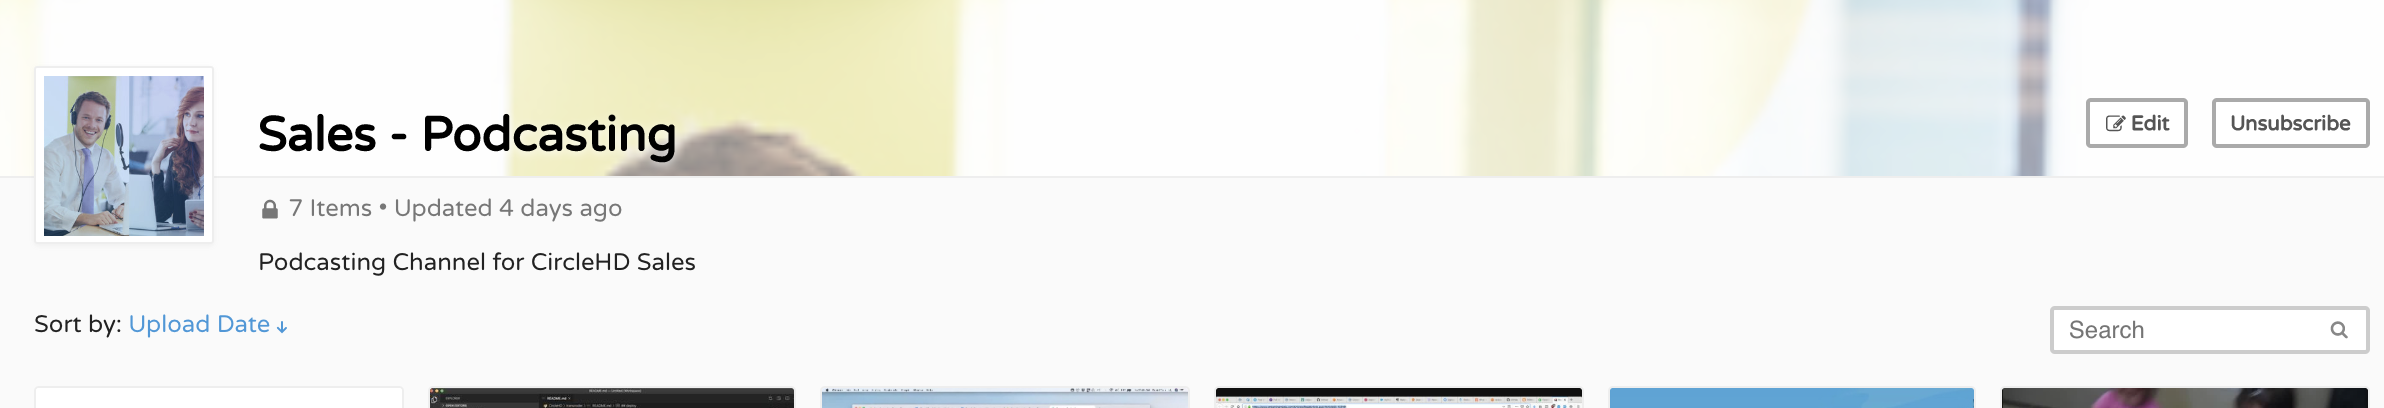 Sales - Podcasting
Edit
Unsubscribe
7 Items • Updated 4 days ago
Podcasting Channel for CircleHD Sales
Sort by: Upload Date ↓
Search